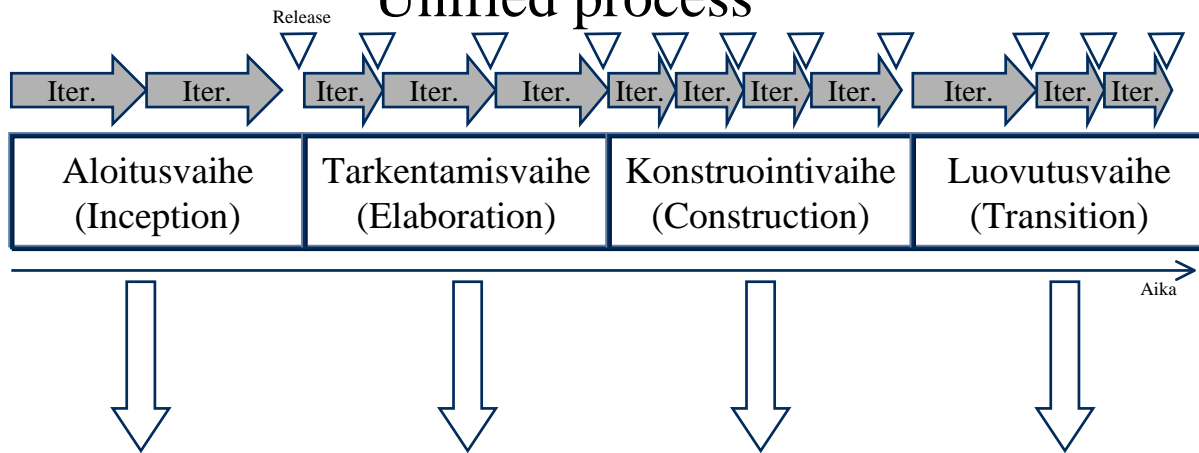 Unified process
Release
Iter. Iter. Iter. Iter. Iter. Iter. Iter. Iter. Iter. Iter. Iter. Iter.
Aloitusvaihe Tarkentamisvaihe Konstruointivaihe Luovutusvaihe
(Inception) (Elaboration) (Construction) (Transition)
Aika